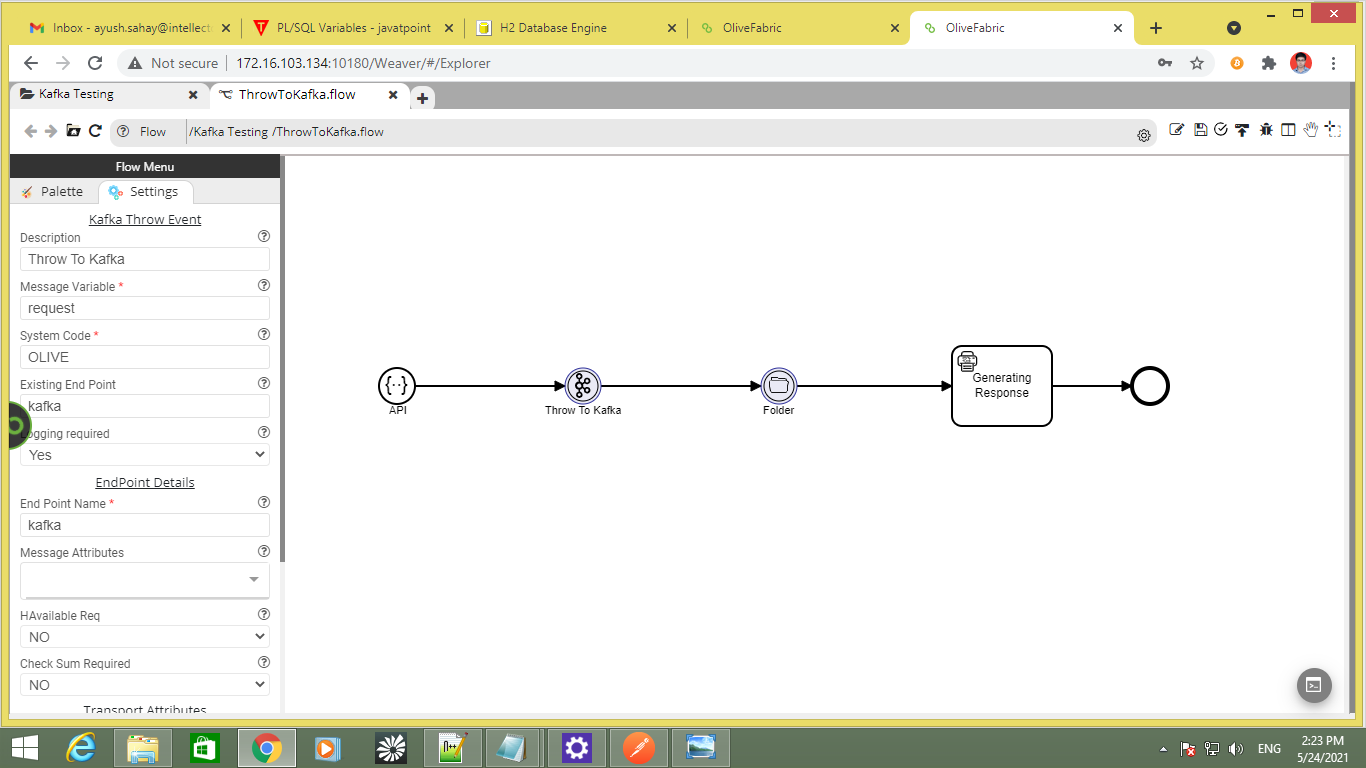 Inbox - ayush.sahay@intellect
PL/SQL Variables - javatpoint
H2 Database Engine
OliveFabric
OliveFabric
Not secure
172.16.103.134:10180/Weaver/#/Explorer
Kafka Testing
ThrowToKafka.flow
Flow
/Kafka Testing /ThrowToKafka.flow
Flow Menu
Palette
Settings
Kafka Throw Event
Description
Throw To Kafka
Message Variable *
request
System Code *
OLIVE
Existing End Point
kafka
Logging required
Yes
EndPoint Details
End Point Name *
kafka
Message Attributes
HAvailable Req
NO
Check Sum Required
NO
Transport Attributes
API
Throw To Kafka
Folder
Generating
Response
ENG
2:23 PM
5/24/2021